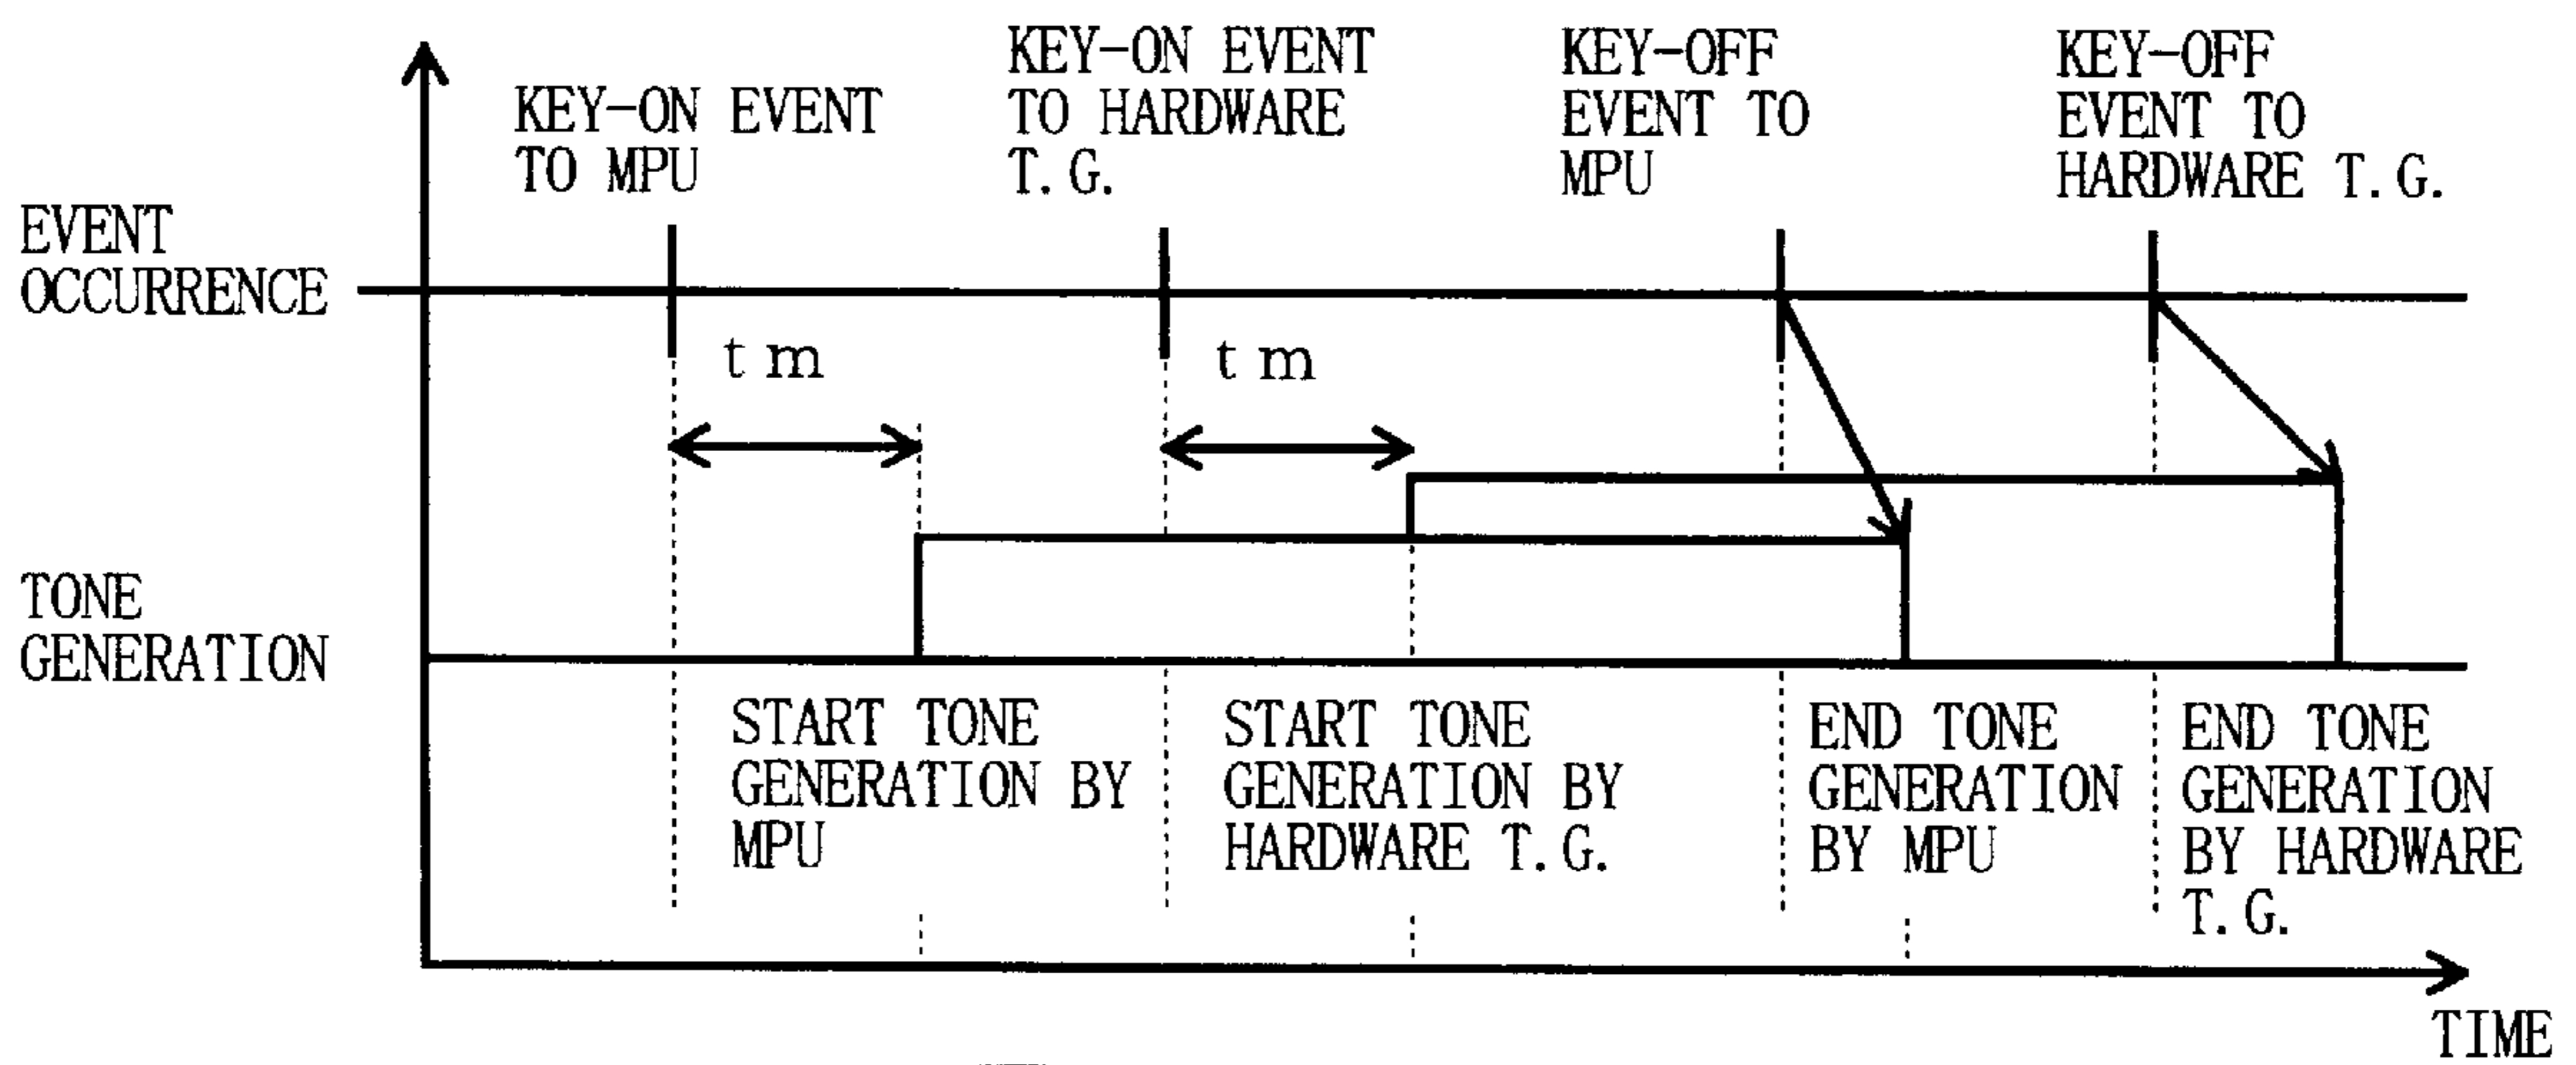 KEY-ON EVENT
TO MPU
KEY-ON EVENT
TO HARDWARE
T.G.
KEY-OFF
EVENT TO
MPU
KEY-OFF
EVENT TO
HARDWARE T.G.
EVENT
OCCURRENCE
tm
tm
TONE
GENERATION
START TONE
GENERATION BY
MPU
START TONE
GENERATION BY
HARDWARE T.G.
END TONE
GENERATION
BY MPU
END TONE
GENERATION
BY HARDWARE
T.G.
TIME